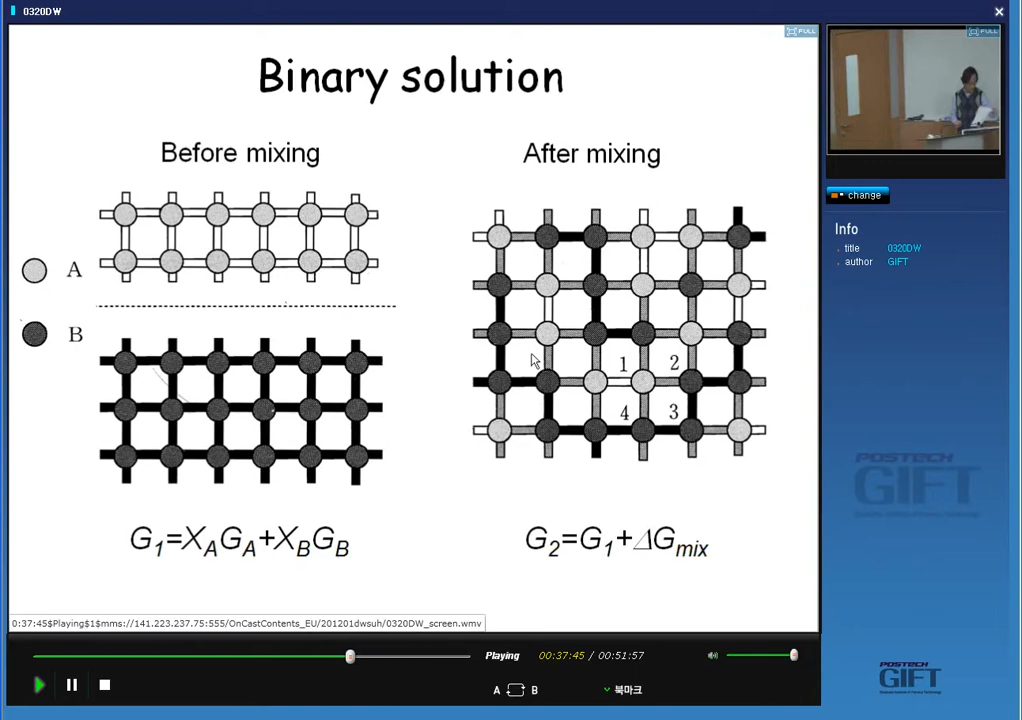 0320DW
FULL
FULL
Binary solution
Before mixing
After mixing
A
B
1 2
4 3
G1=XAGA+XBGB
G2=G1+ΔGmix
0:37:45$Playing$1$mms://141.223.237.75:555/OnCastContents_EU/201201dwsuh/0320DW_screen.wmv
Playing
00:37:45 / 00:51:57
A B
북마크
change
Info
title 0320DW
author GIFT
POSTECH
GIFT
POSTECH
GIFT